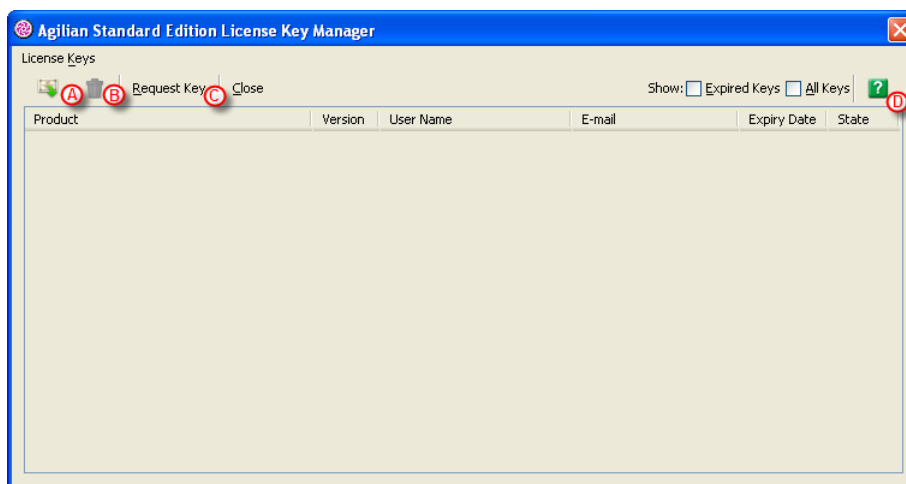 Agilian Standard Edition License Key Manager
License Keys
A B Request Key C Close Show: Expired Keys All Keys ? D
Product Version User Name E-mail Expiry Date State